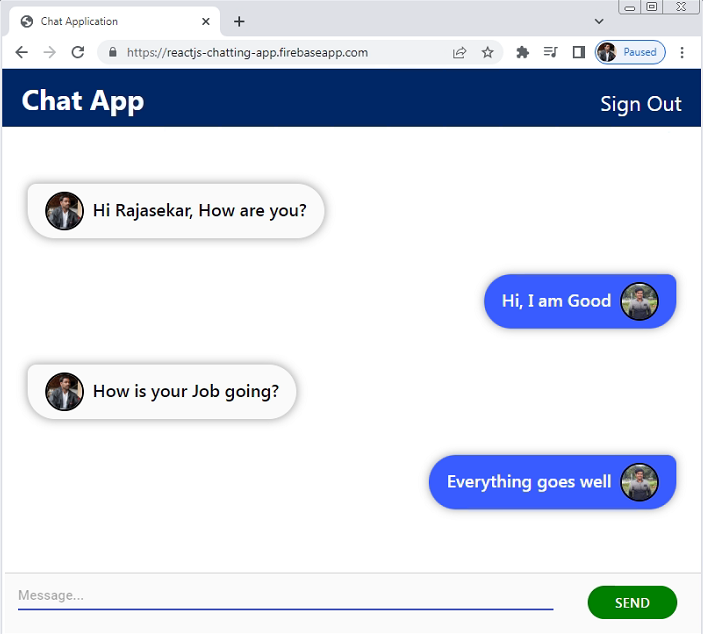 Chat Application
https://reactjs-chatting-app.firebaseapp.com
Paused
Chat App
Sign Out
Hi Rajasekar, How are you?
Hi, I am Good
How is your Job going?
Everything goes well
Message...
SEND